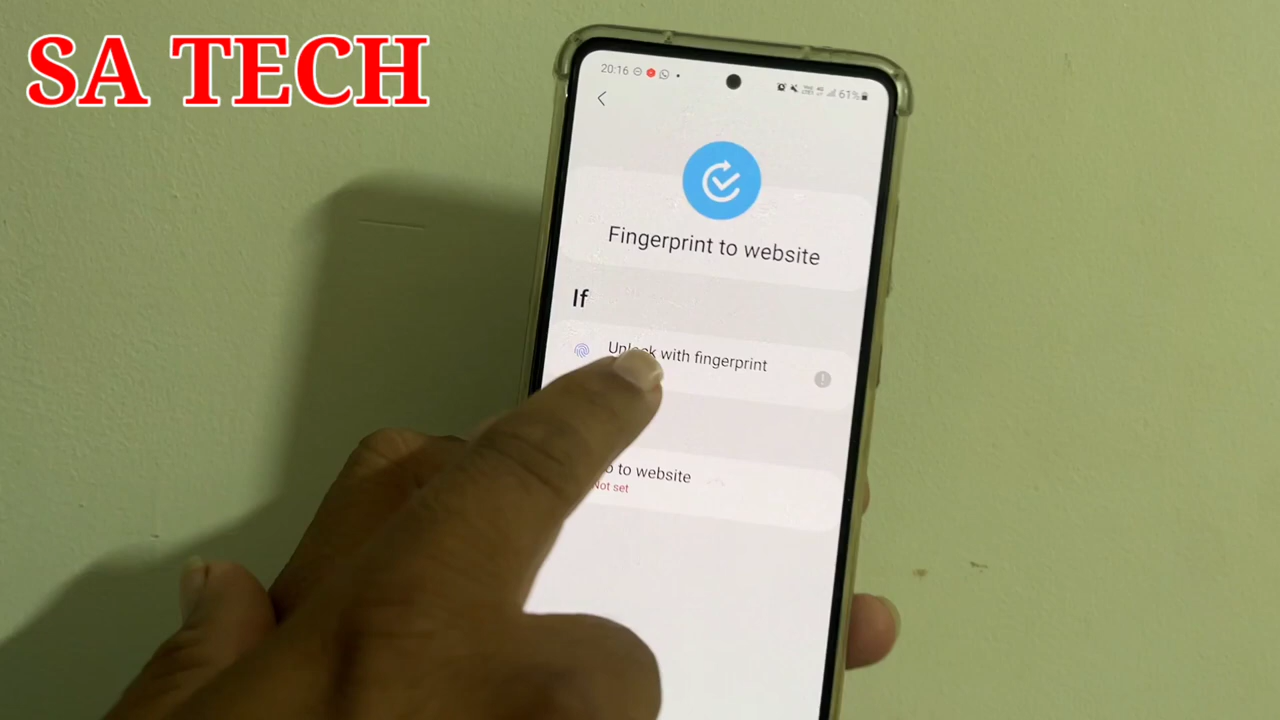 SA TECH
20:16
61%
Fingerprint to website
If
Unlock with fingerprint
to website
Not set